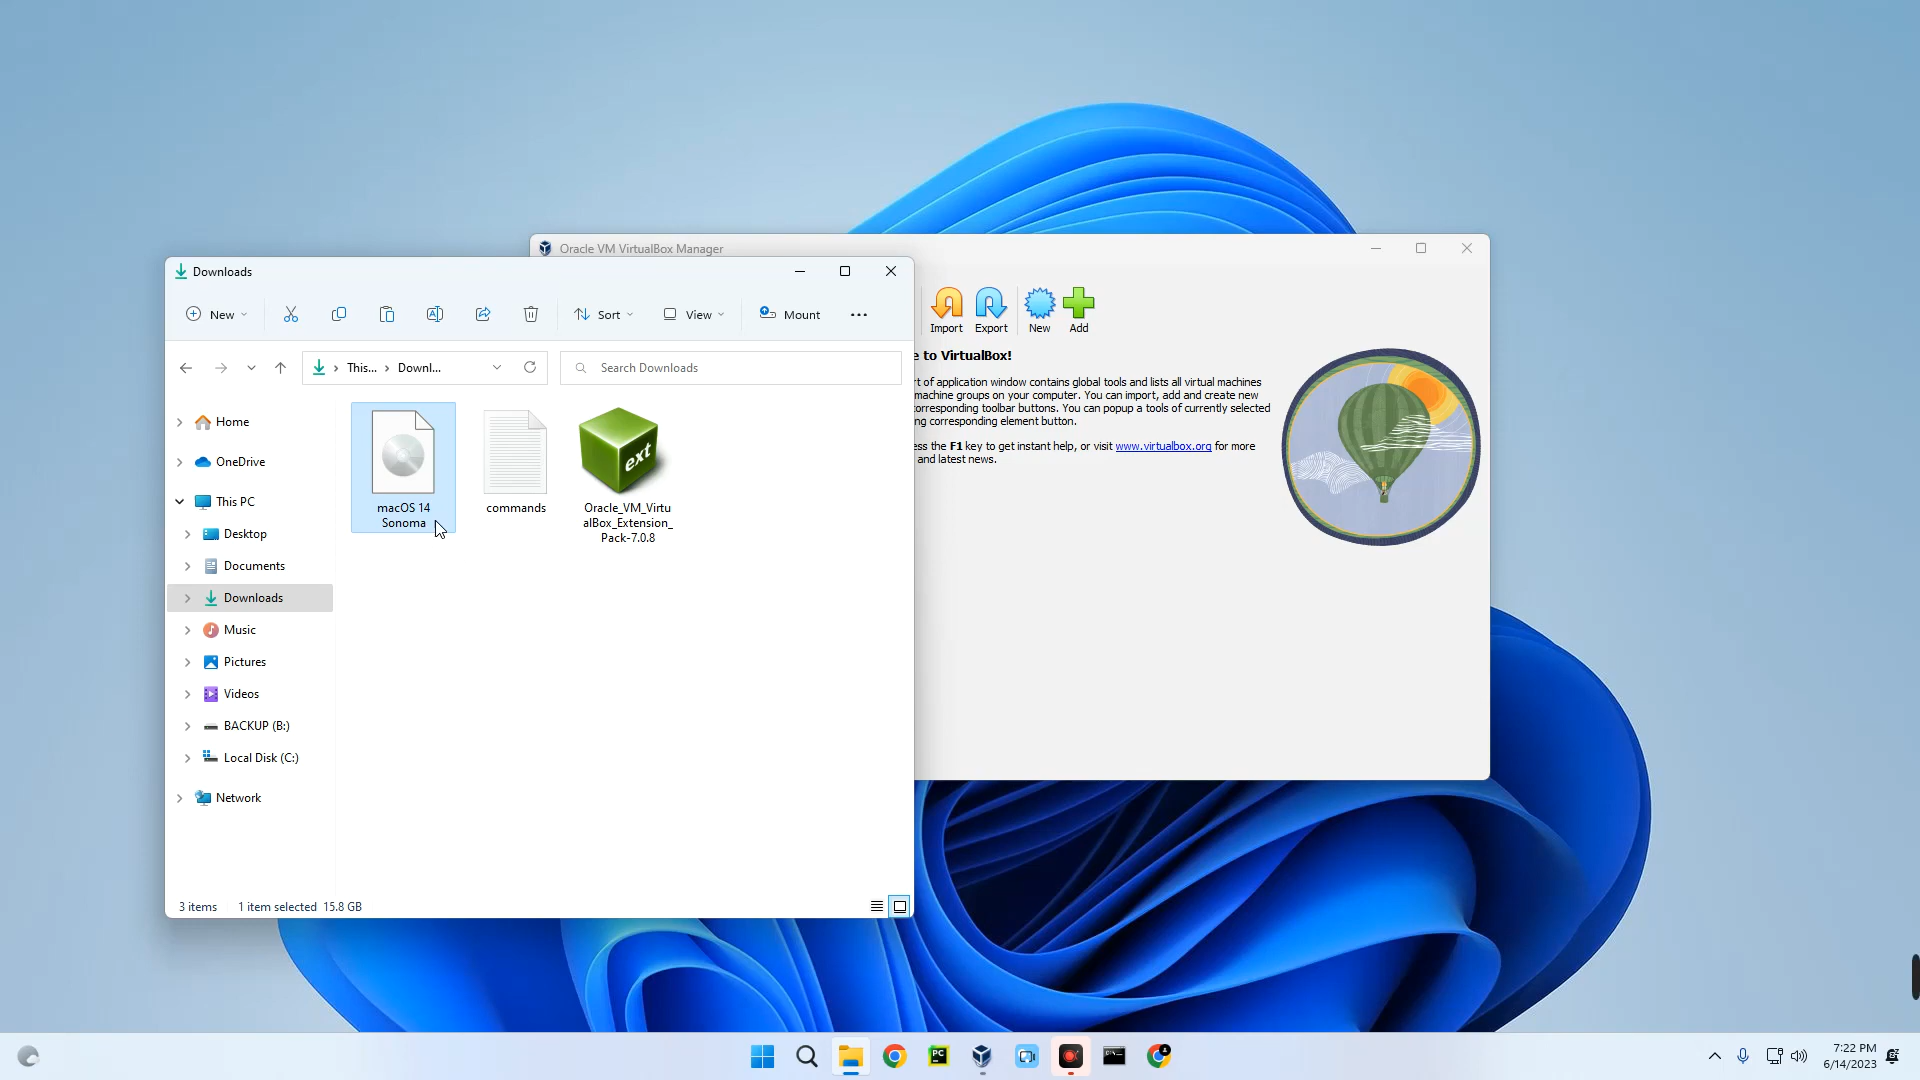 Oracle VM VirtualBox Manager
Downloads
New
Sort
View
Mount
This...
Downl...
Search Downloads
Home
OneDrive
This PC
Desktop
Documents
Downloads
Music
Pictures
Videos
BACKUP (B:)
Local Disk (C:)
Network
macOS 14
Sonoma
commands
ext
Oracle_VM_Virtu
alBox_Extension_
Pack-7.0.8
3 items
1 item selected 15.8 GB
Import
Export
New
Add
e to VirtualBox!
rt of application window contains global tools and lists all virtual machines
machine groups on your computer. You can import, add and create new
orresponding toolbar buttons. You can popup a tools of currently selected
ng corresponding element button.
ess the F1 key to get instant help, or visit www.virtualbox.org for more
and latest news.
PC
7:22 PM
6/14/2023